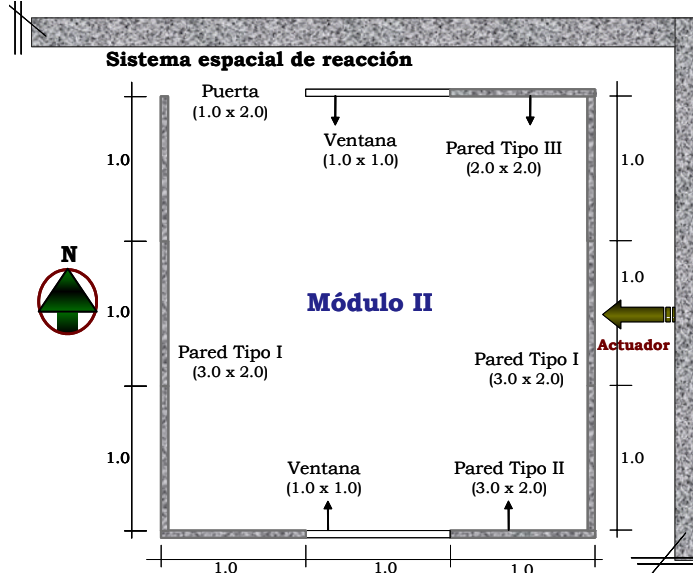 Sistema espacial de reacción
Puerta
(1.0 x 2.0)
Ventana
(1.0 x 1.0)
Pared Tipo III
(2.0 x 2.0)
1.0
1.0
N
1.0
Módulo II
1.0
Actuador
Pared Tipo I
(3.0 x 2.0)
Pared Tipo I
(3.0 x 2.0)
1.0
Ventana
(1.0 x 1.0)
Pared Tipo II
(3.0 x 2.0)
1.0
1.0
1.0
1.0